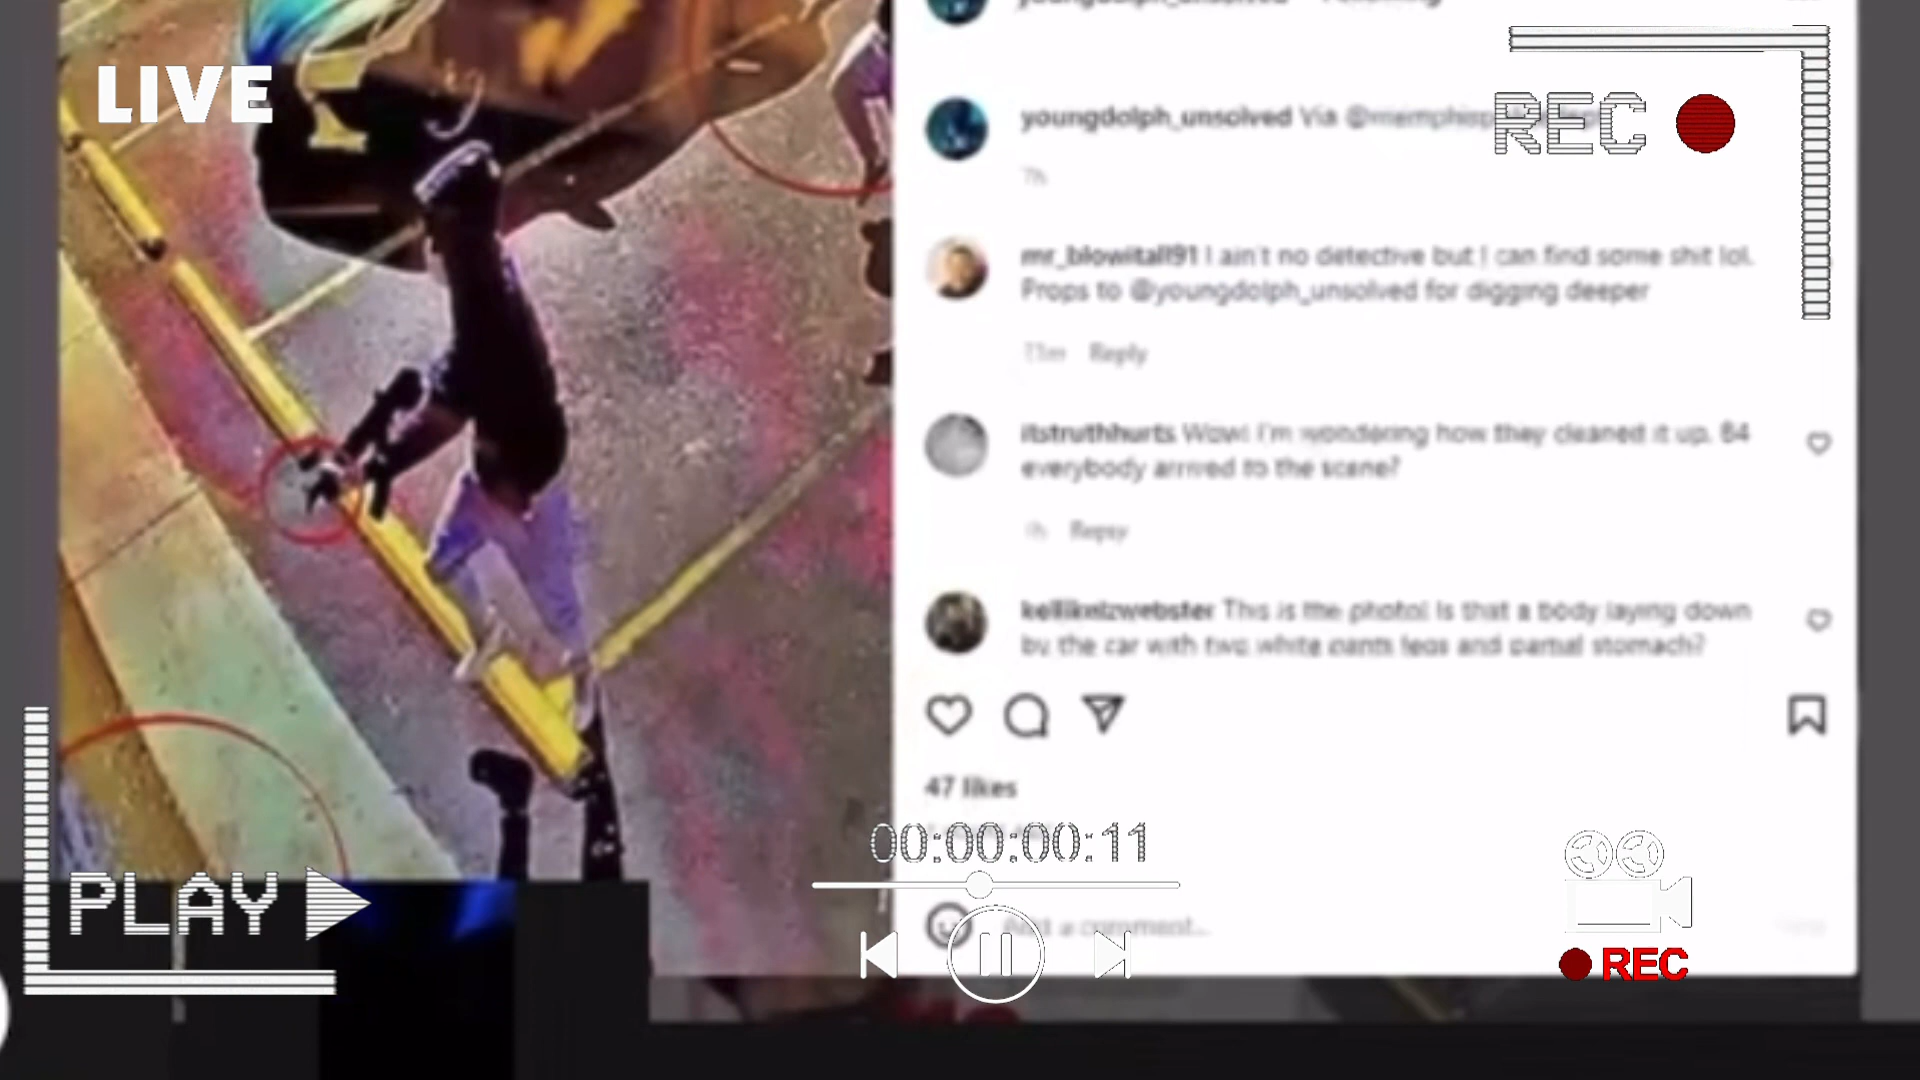 LIVE
REC
youngdolph_unsolved Via
7h
mr_blowitall91 I ain't no detective but I can find some shit lol.
Props to @youngdolph_unsolved for digging deeper
Reply
itstruthhurts Wow! I'm wondering how they cleaned it up. B4
everybody arrived to the scene?
Reply
This is the photo! Is that a body laying down
by the car with two white pants legs and partial stomach?
47 likes
00:00:00:11
PLAY
Add a comment...
REC